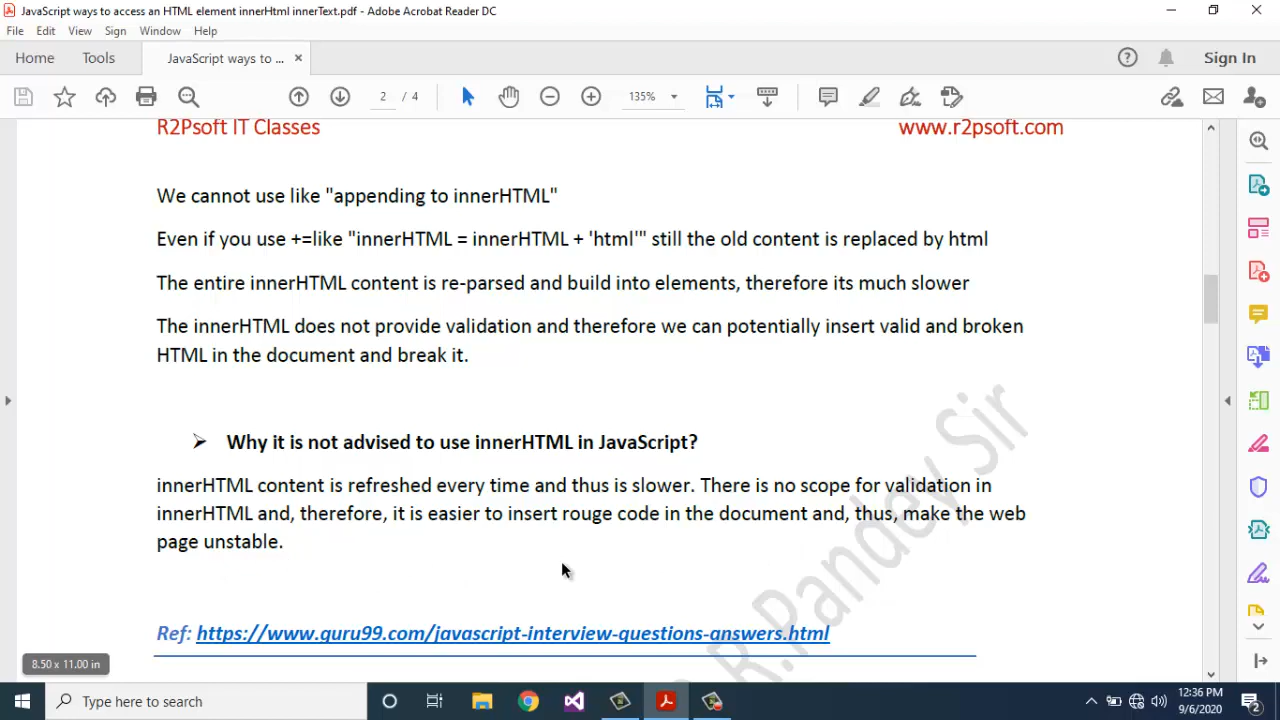 JavaScript ways to access an HTML element innerHtml innerText.pdf - Adobe Acrobat Reader DC
File Edit View Sign Window Help
Home Tools JavaScript ways to ... × Sign In
2 / 4 135%
R2Psoft IT Classes www.r2psoft.com
We cannot use like "appending to innerHTML"
Even if you use +=like "innerHTML = innerHTML + 'html'" still the old content is replaced by html
The entire innerHTML content is re-parsed and build into elements, therefore its much slower
The innerHTML does not provide validation and therefore we can potentially insert valid and broken
HTML in the document and break it.
➢ Why it is not advised to use innerHTML in JavaScript?
innerHTML content is refreshed every time and thus is slower. There is no scope for validation in
innerHTML and, therefore, it is easier to insert rouge code in the document and, thus, make the web
page unstable.
R.Pandey Sir
Ref: https://www.guru99.com/javascript-interview-questions-answers.html
8.50 x 11.00 in
Type here to search
12:36 PM
9/6/2020
2